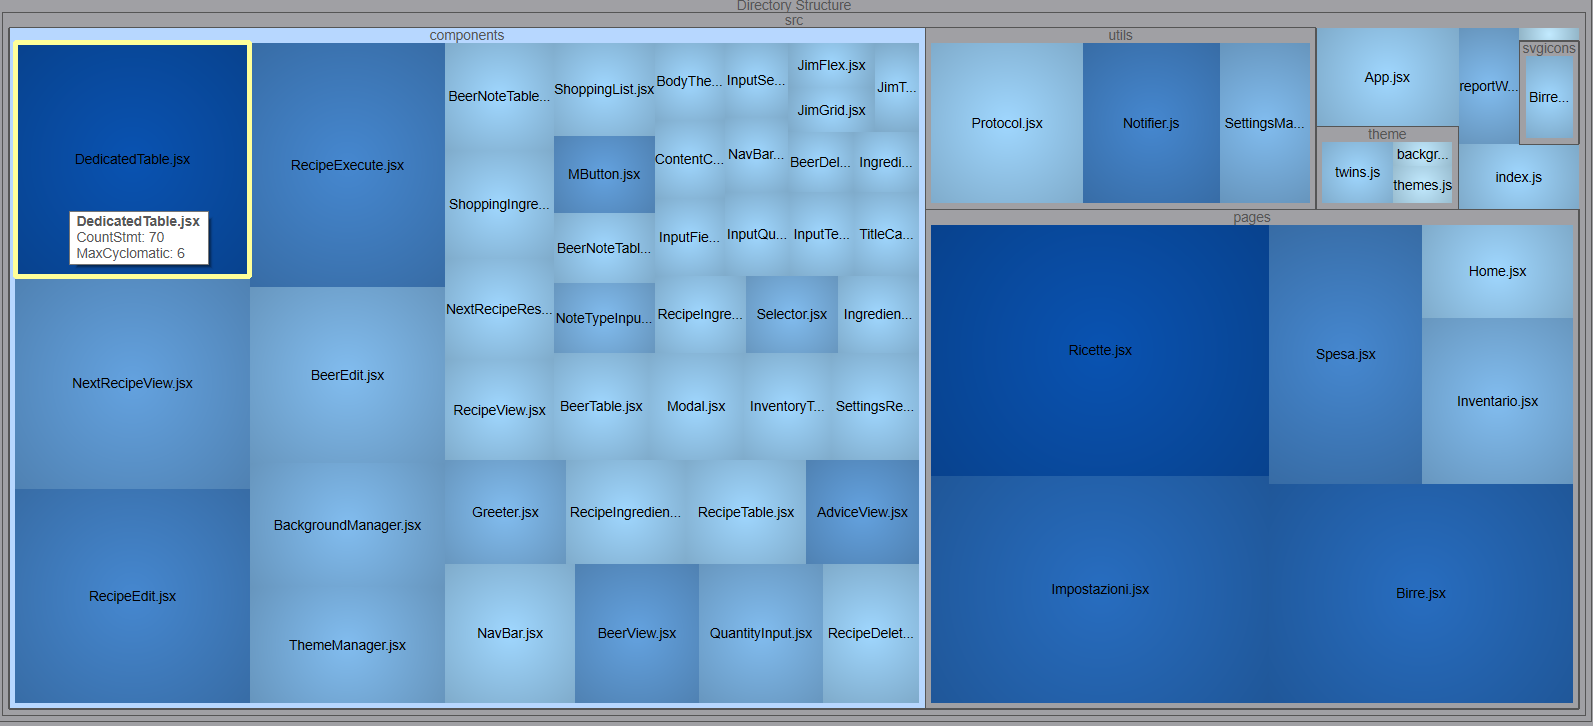 Directory Structure
src
components
DedicatedTable.jsx
DedicatedTable.jsx
CountStmt: 70
MaxCyclomatic: 6
NextRecipeView.jsx
RecipeEdit.jsx
RecipeExecute.jsx
BeerEdit.jsx
BackgroundManager.jsx
ThemeManager.jsx
BeerNoteTable...
ShoppingIngre...
NextRecipeRes...
RecipeView.jsx
ShoppingList.jsx
MButton.jsx
BeerNoteTabl...
NoteTypeInpu...
BodyThe...
InputSe...
JimFlex.jsx
JimGrid.jsx
JimT...
ContentC...
NavBar...
BeerDel...
Ingredi...
InputFie...
InputQu...
InputTe...
TitleCa...
RecipeIngre...
Selector.jsx
Ingredien...
BeerTable.jsx
Modal.jsx
InventoryT...
SettingsRe...
Greeter.jsx
RecipeIngredien...
RecipeTable.jsx
AdviceView.jsx
NavBar.jsx
BeerView.jsx
QuantityInput.jsx
RecipeDelet...
utils
Protocol.jsx
Notifier.js
SettingsMa...
App.jsx
reportW...
svgicons
Birre...
theme
twins.js
backgr...
themes.js
index.js
pages
Ricette.jsx
Spesa.jsx
Home.jsx
Inventario.jsx
Impostazioni.jsx
Birre.jsx